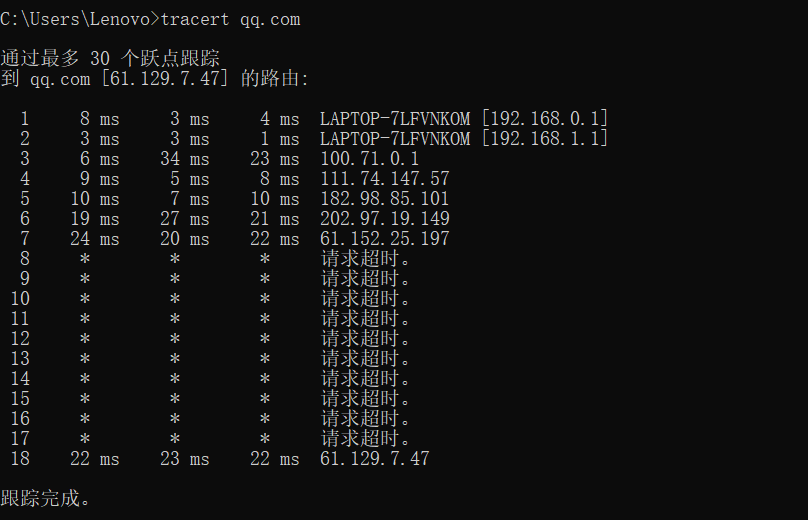 C:\Users\Lenovo>tracert qq.com
通过最多 30 个跃点跟踪
到 qq.com [61.129.7.47] 的路由:
1 8 ms 3 ms 4 ms LAPTOP-7LFVNKOM [192.168.0.1]
2 3 ms 3 ms 1 ms LAPTOP-7LFVNKOM [192.168.1.1]
3 6 ms 34 ms 23 ms 100.71.0.1
4 9 ms 5 ms 8 ms 111.74.147.57
5 10 ms 7 ms 10 ms 182.98.85.101
6 19 ms 27 ms 21 ms 202.97.19.149
7 24 ms 20 ms 22 ms 61.152.25.197
8 * * * 请求超时。
9 * * * 请求超时。
10 * * * 请求超时。
11 * * * 请求超时。
12 * * * 请求超时。
13 * * * 请求超时。
14 * * * 请求超时。
15 * * * 请求超时。
16 * * * 请求超时。
17 * * * 请求超时。
18 22 ms 23 ms 22 ms 61.129.7.47
跟踪完成。